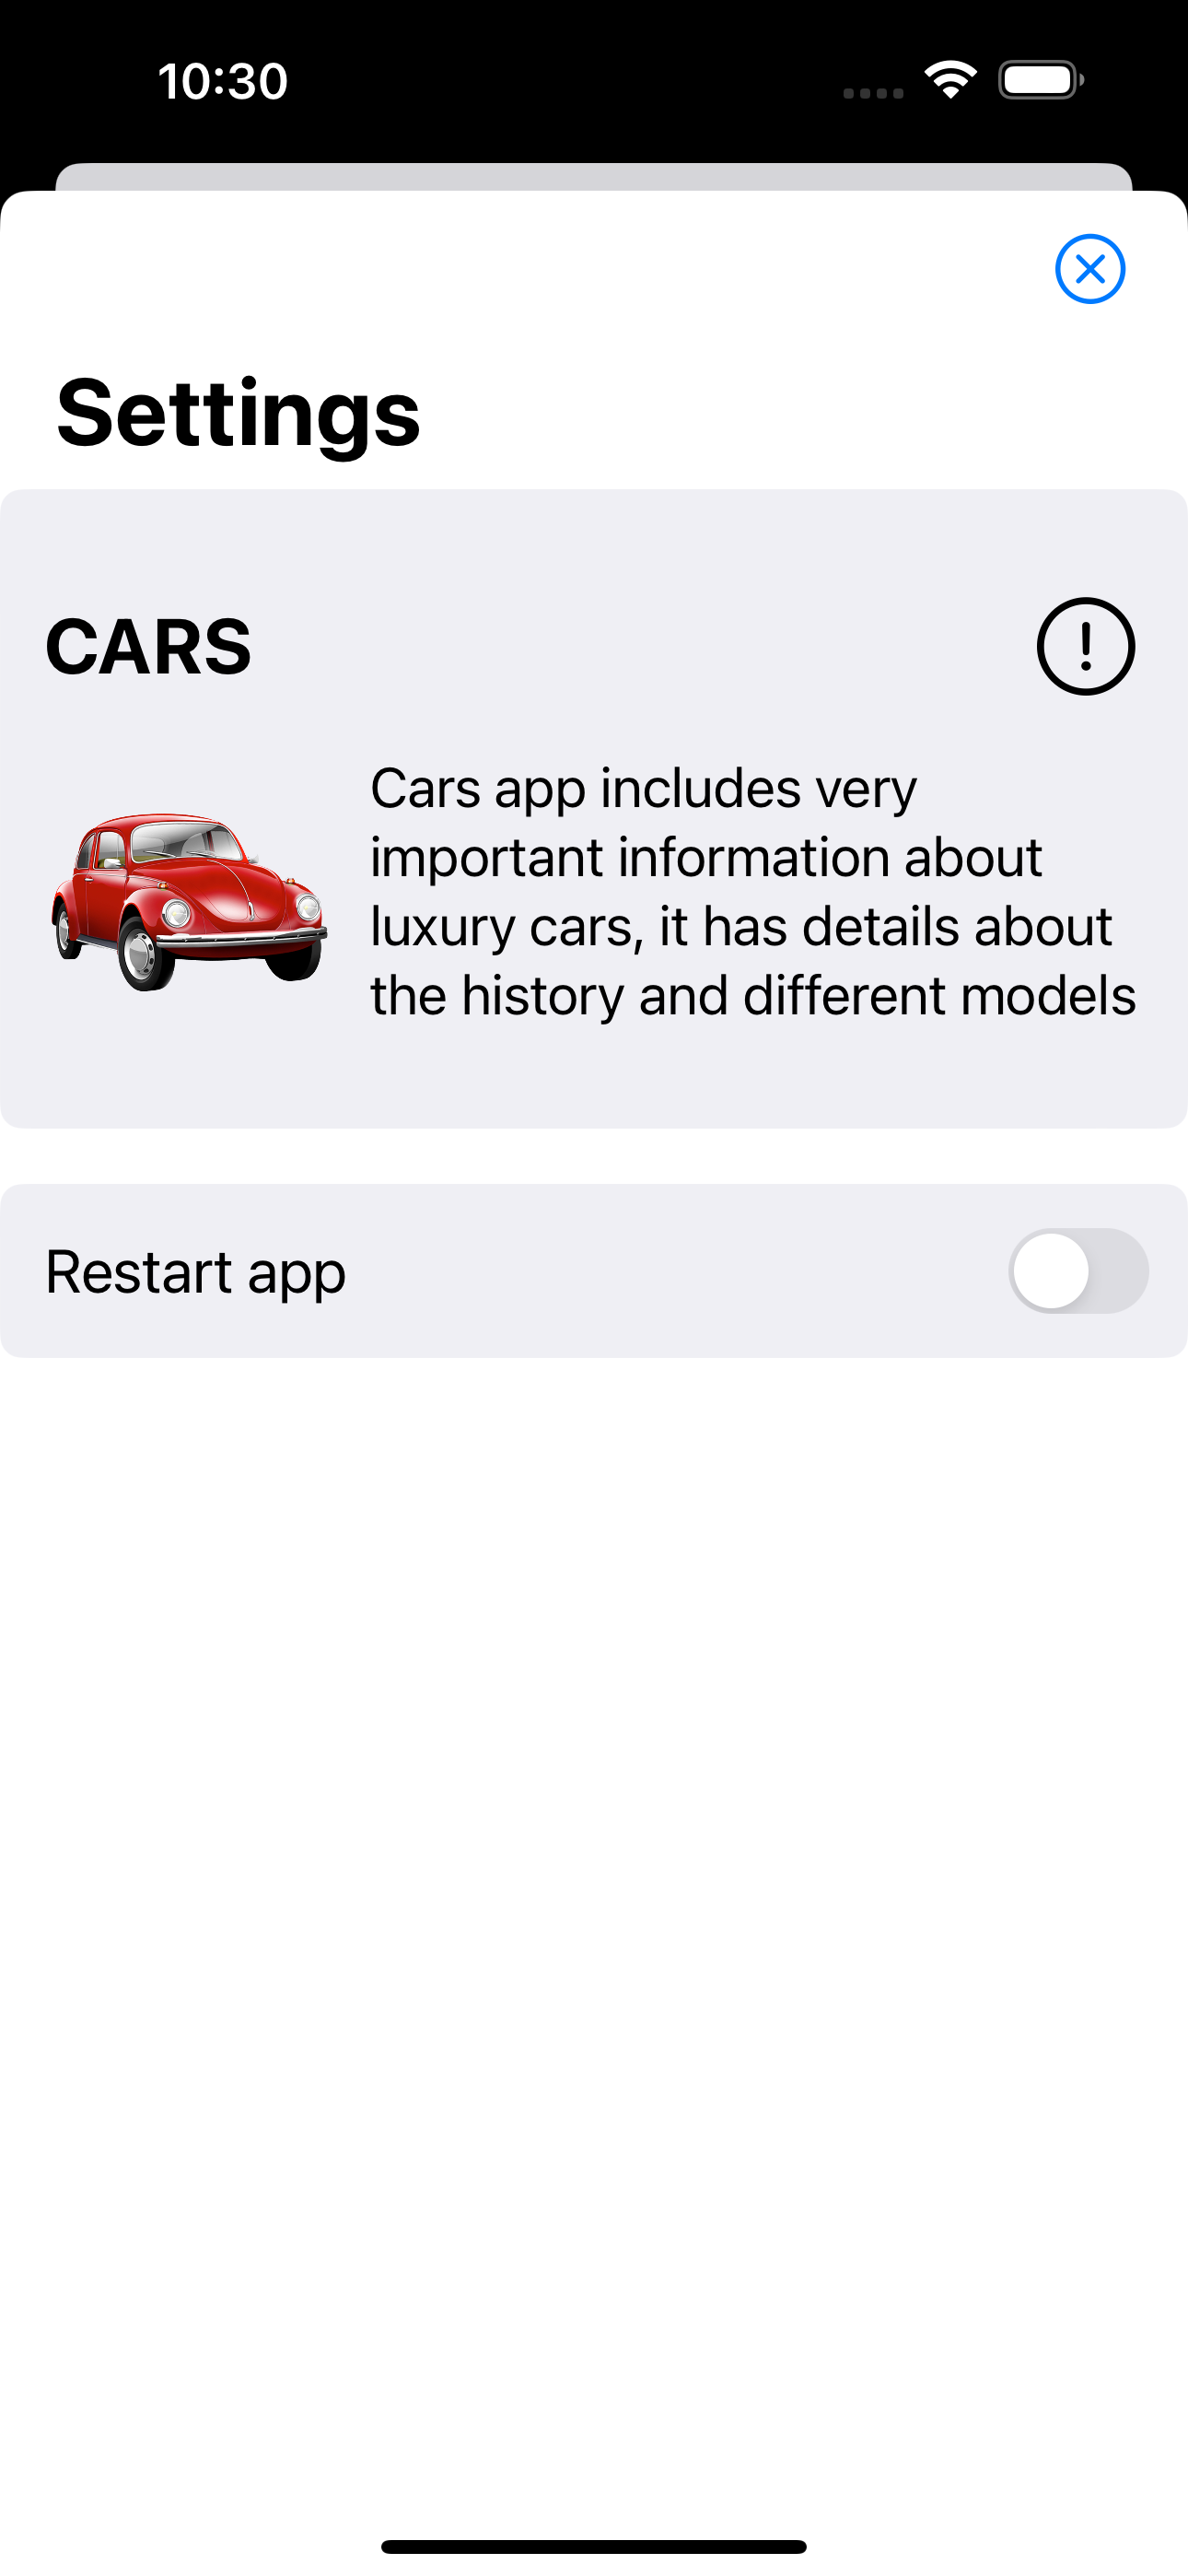 10:30
Settings
CARS
Cars app includes very
important information about
luxury cars, it has details about
the history and different models
Restart app